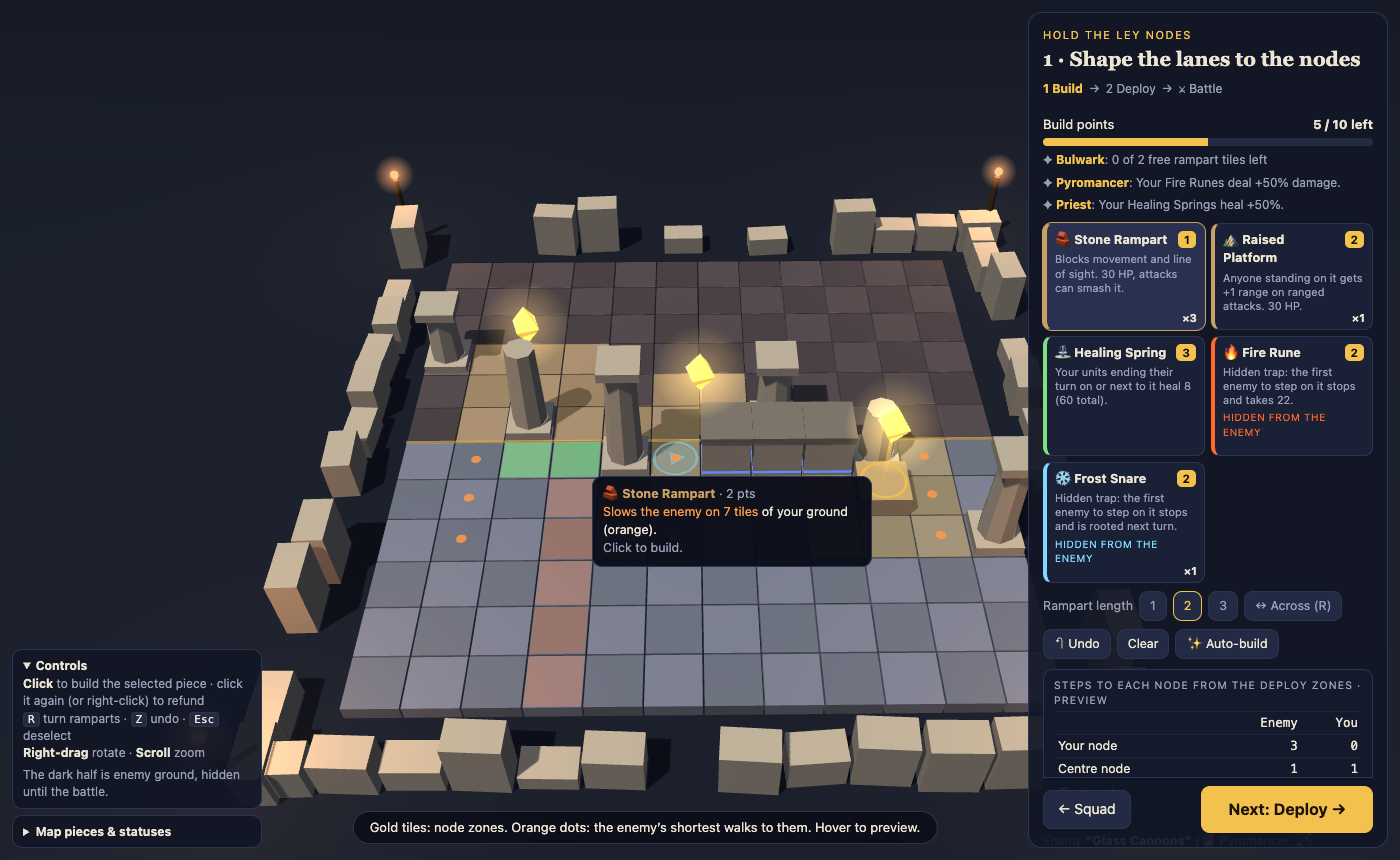 HOLD THE LEY NODES
1 · Shape the lanes to the nodes
1 Build → 2 Deploy → ⚔ Battle
Build points 5 / 10 left
✦ Bulwark: 0 of 2 free rampart tiles left
✦ Pyromancer: Your Fire Runes deal +50% damage.
✦ Priest: Your Healing Springs heal +50%.
Stone Rampart 1
Blocks movement and line
of sight. 30 HP, attacks
can smash it.
×3
Raised
Platform
2
Anyone standing on it gets
+1 range on ranged
attacks. 30 HP.
×1
Healing Spring 3
Your units ending their
turn on or next to it heal 8
(60 total).
Fire Rune 2
Hidden trap: the first
enemy to step on it stops
and takes 22.
HIDDEN FROM THE
ENEMY
Frost Snare 2
Hidden trap: the first
enemy to step on it stops
and is rooted next turn.
HIDDEN FROM THE
ENEMY
×1
Rampart length 1 2 3 ↔ Across (R)
↶ Undo Clear ✨ Auto-build
STEPS TO EACH NODE FROM THE DEPLOY ZONES ·
PREVIEW
Enemy You
Your node 3 0
Centre node 1 1
← Squad
Next: Deploy →
Enemy "Glass Cannons"
Stone Rampart · 2 pts
Slows the enemy on 7 tiles of your ground
(orange).
Click to build.
▼ Controls
Click to build the selected piece · click
it again (or right-click) to refund
R turn ramparts · Z undo · Esc
deselect
Right-drag rotate · Scroll zoom
The dark half is enemy ground, hidden
until the battle.
▶ Map pieces & statuses
Gold tiles: node zones. Orange dots: the enemy's shortest walks to them. Hover to preview.